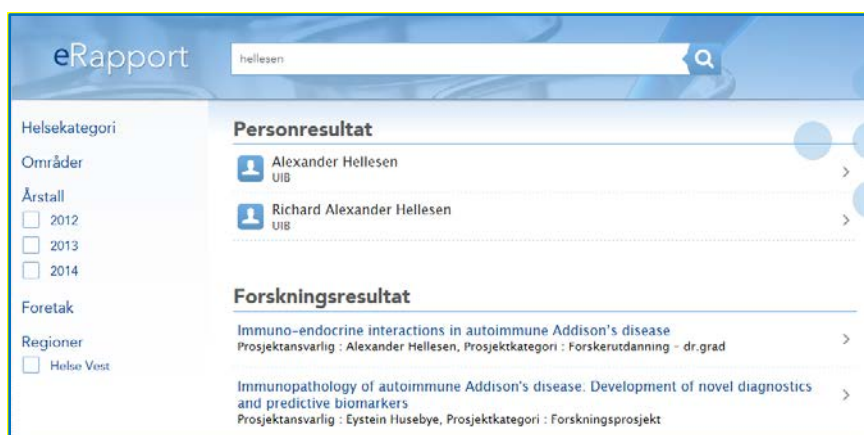 eRapport
hellesen
Helsekategori
Områder
Årstall
2012
2013
2014
Foretak
Regioner
Helse Vest
Personresultat
Alexander Hellesen
UIB
Richard Alexander Hellesen
UIB
Forskningsresultat
Immuno-endocrine interactions in autoimmune Addison's disease
Prosjektansvarlig : Alexander Hellesen, Prosjektkategori : Forskerutdanning - dr.grad
Immunopathology of autoimmune Addison's disease: Development of novel diagnostics
and predictive biomarkers
Prosjektansvarlig : Eystein Husebye, Prosjektkategori : Forskningsprosjekt